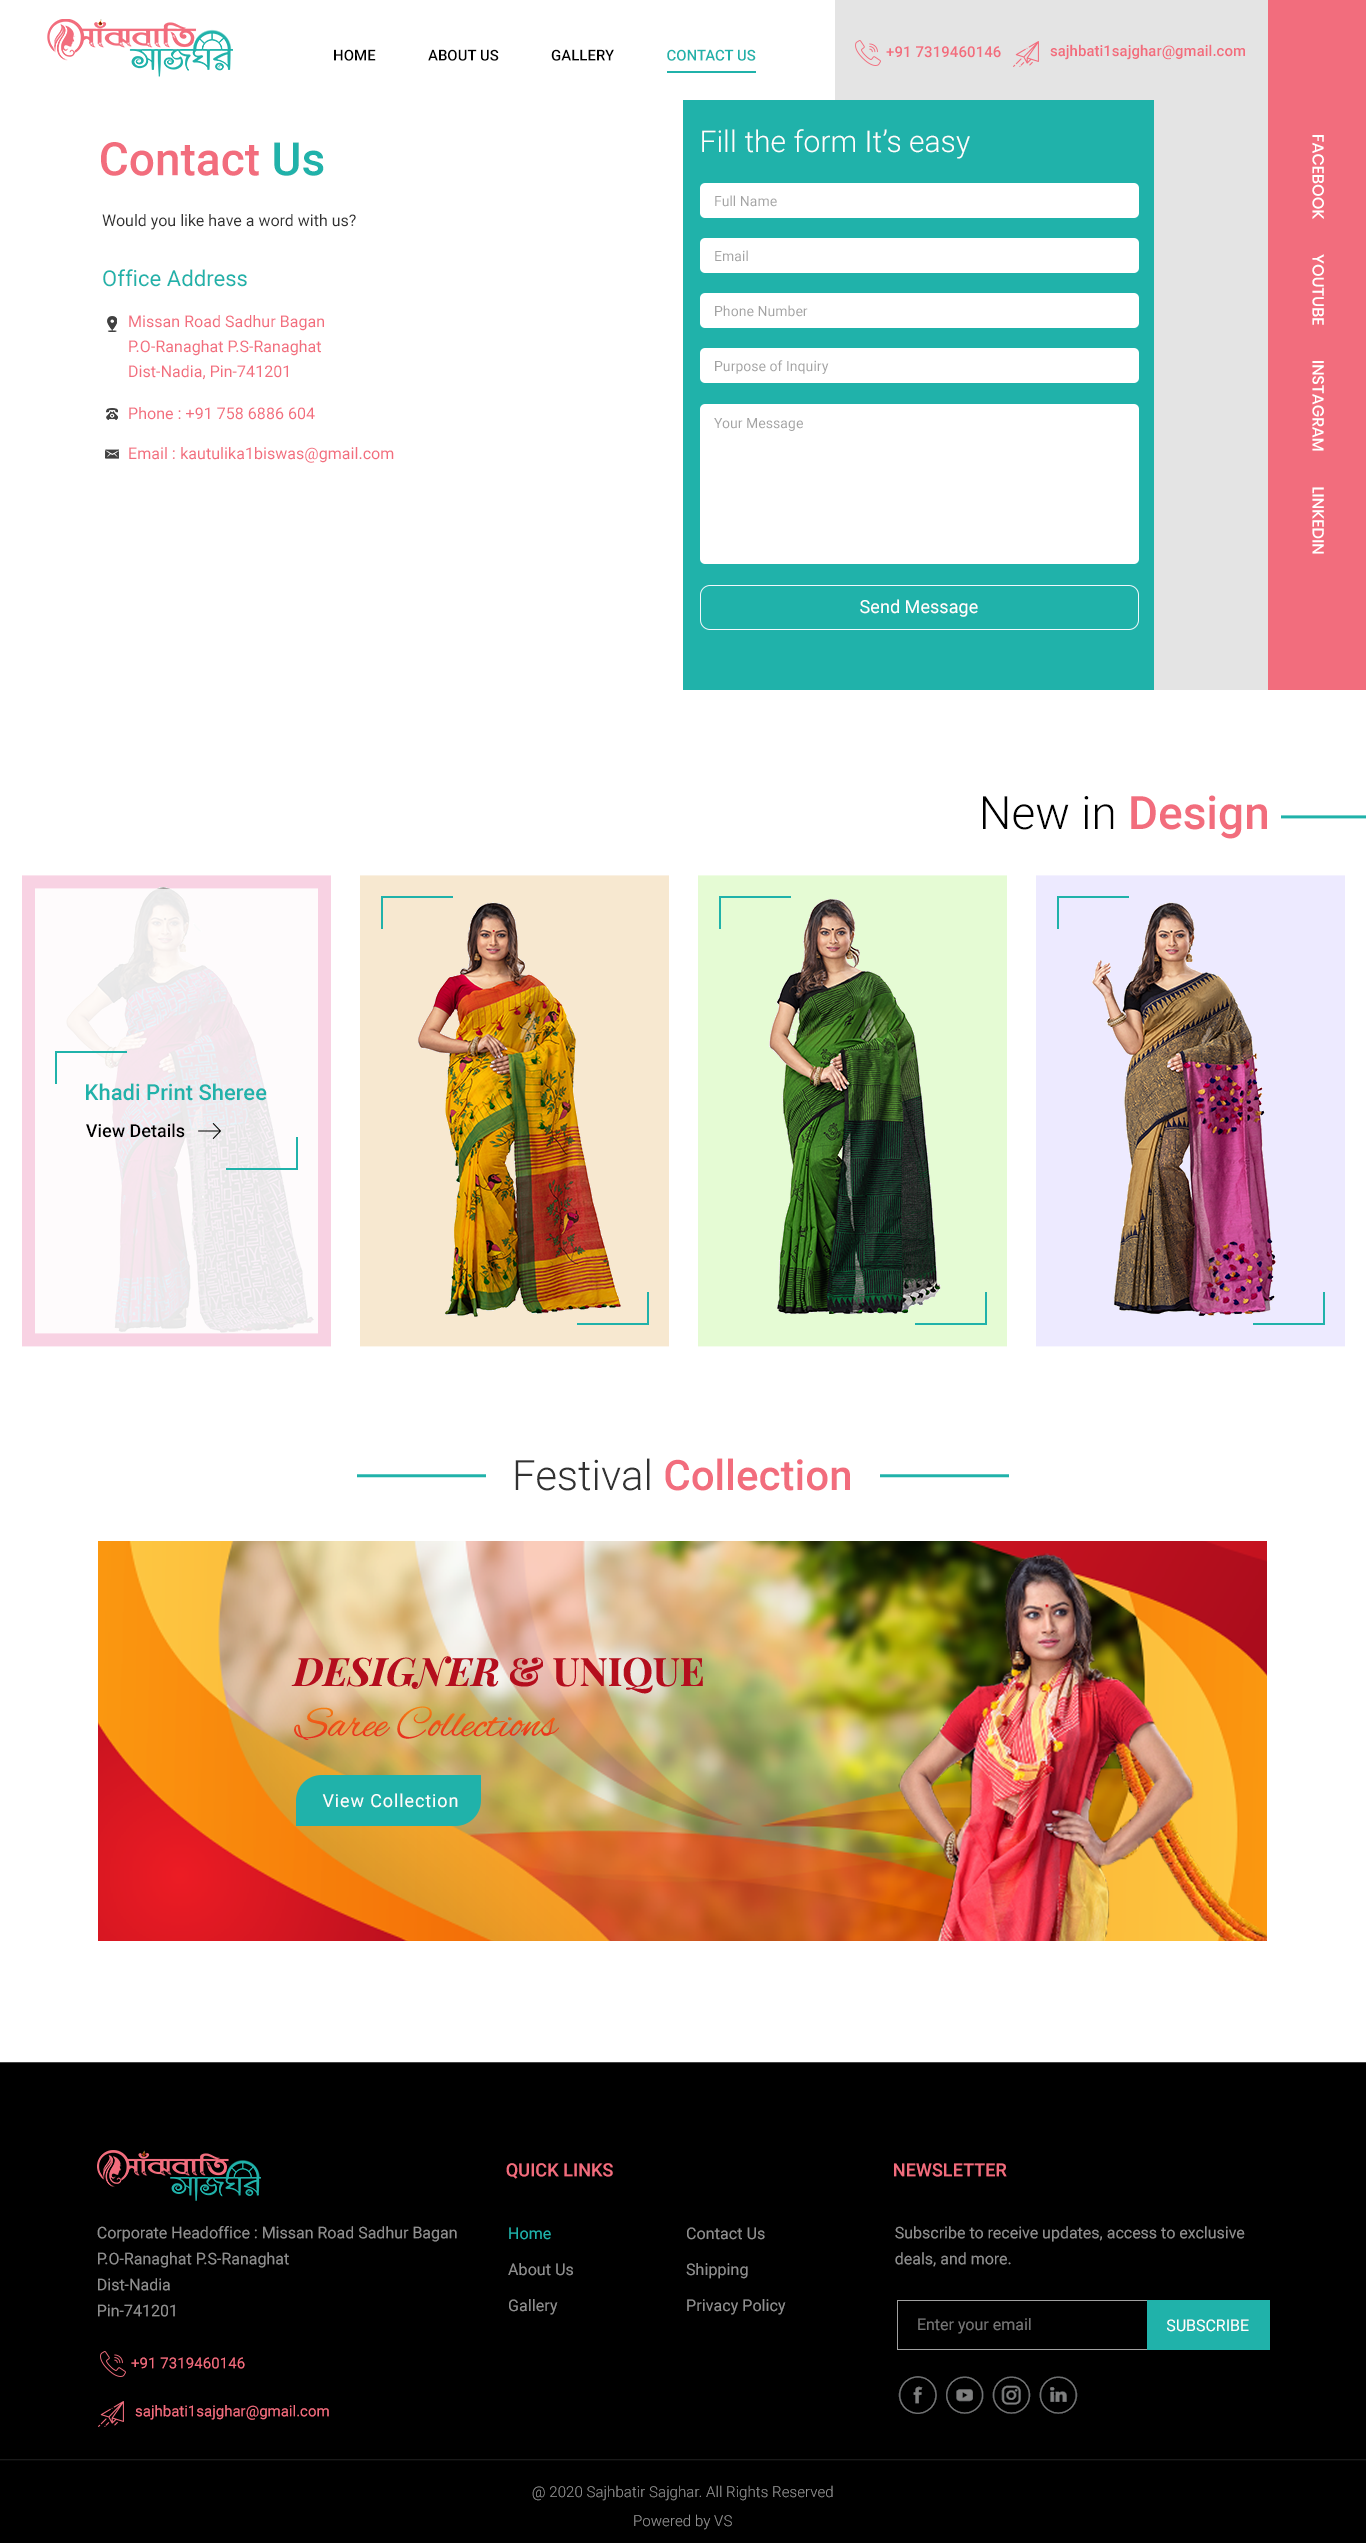 সাঁঝবাতি
সাজঘর
HOME
ABOUT US
GALLERY
CONTACT US
+91 7319460146
sajhbati1sajghar@gmail.com
Contact Us
Would you like have a word with us?
Office Address
Missan Road Sadhur Bagan
P.O-Ranaghat P.S-Ranaghat
Dist-Nadia, Pin-741201
Phone : +91 758 6886 604
Email : kautulika1biswas@gmail.com
Fill the form It's easy
Full Name
Email
Phone Number
Purpose of Inquiry
Your Message
Send Message
FACEBOOK
YOUTUBE
INSTAGRAM
LINKEDIN
New in Design
Khadi Print Sheree
View Details
Festival Collection
DESIGNER & UNIQUE
Saree Collections
View Collection
সাঁঝবাতি
সাজঘর
Corporate Headoffice : Missan Road Sadhur Bagan
P.O-Ranaghat P.S-Ranaghat
Dist-Nadia
Pin-741201
+91 7319460146
sajhbati1sajghar@gmail.com
QUICK LINKS
Home
About Us
Gallery
Contact Us
Shipping
Privacy Policy
NEWSLETTER
Subscribe to receive updates, access to exclusive
deals, and more.
Enter your email
SUBSCRIBE
@ 2020 Sajhbatir Sajghar. All Rights Reserved
Powered by VS